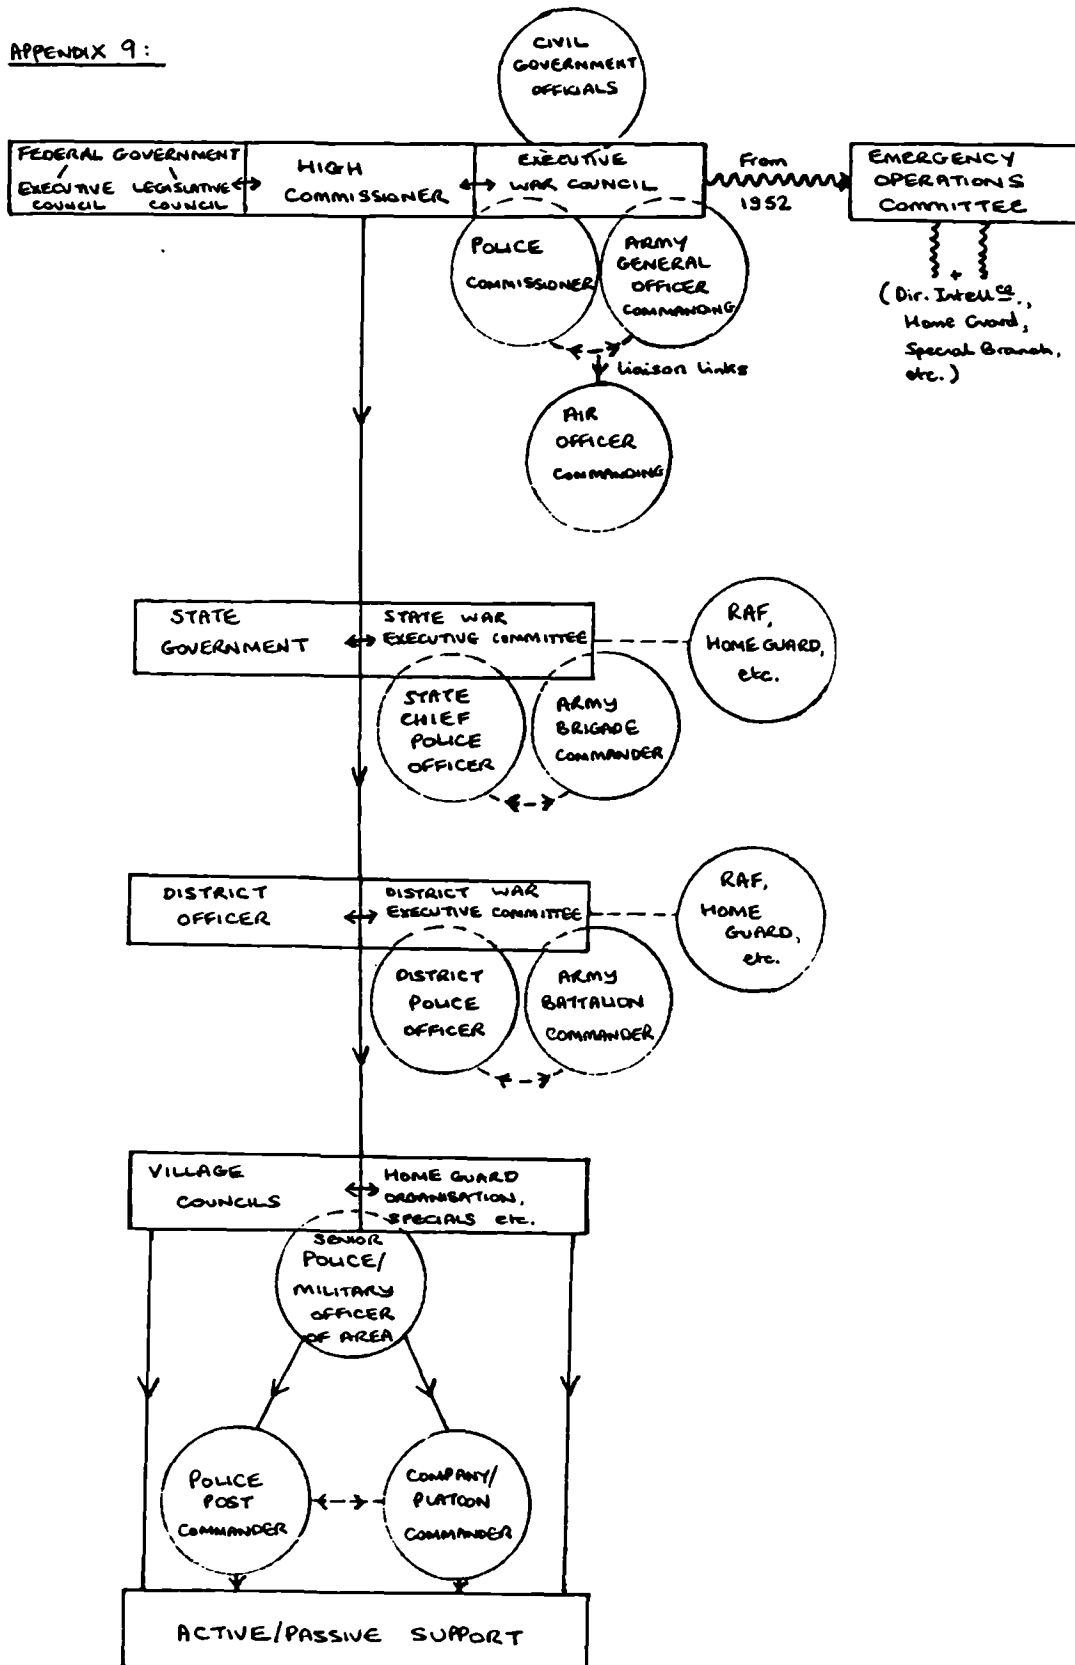 APPENDIX 9:
CIVIL
GOVERNMENT
OFFICIALS
FEDERAL GOVERNMENT
EXECUTIVE
COUNCIL
LEGISLATIVE
COUNCIL
HIGH
COMMISSIONER
EXECUTIVE
WAR COUNCIL
From
1952
EMERGENCY
OPERATIONS
COMMITTEE
POLICE
COMMISSIONER
ARMY
GENERAL
OFFICER
COMMANDING
+
(Dir. Intellce.,
Home Guard,
Special Branch,
etc.)
liaison links
AIR
OFFICER
COMMANDING
STATE
GOVERNMENT
STATE WAR
EXECUTIVE COMMITTEE
RAF,
HOME GUARD,
etc.
STATE
CHIEF
POLICE
OFFICER
ARMY
BRIGADE
COMMANDER
DISTRICT
OFFICER
DISTRICT WAR
EXECUTIVE COMMITTEE
RAF,
HOME
GUARD,
etc.
DISTRICT
POLICE
OFFICER
ARMY
BATTALION
COMMANDER
VILLAGE
COUNCILS
HOME GUARD
ORGANISATION,
SPECIALS etc.
SENIOR
POLICE/
MILITARY
OFFICER
OF AREA
POLICE
POST
COMMANDER
COMPANY/
PLATOON
COMMANDER
ACTIVE/PASSIVE SUPPORT